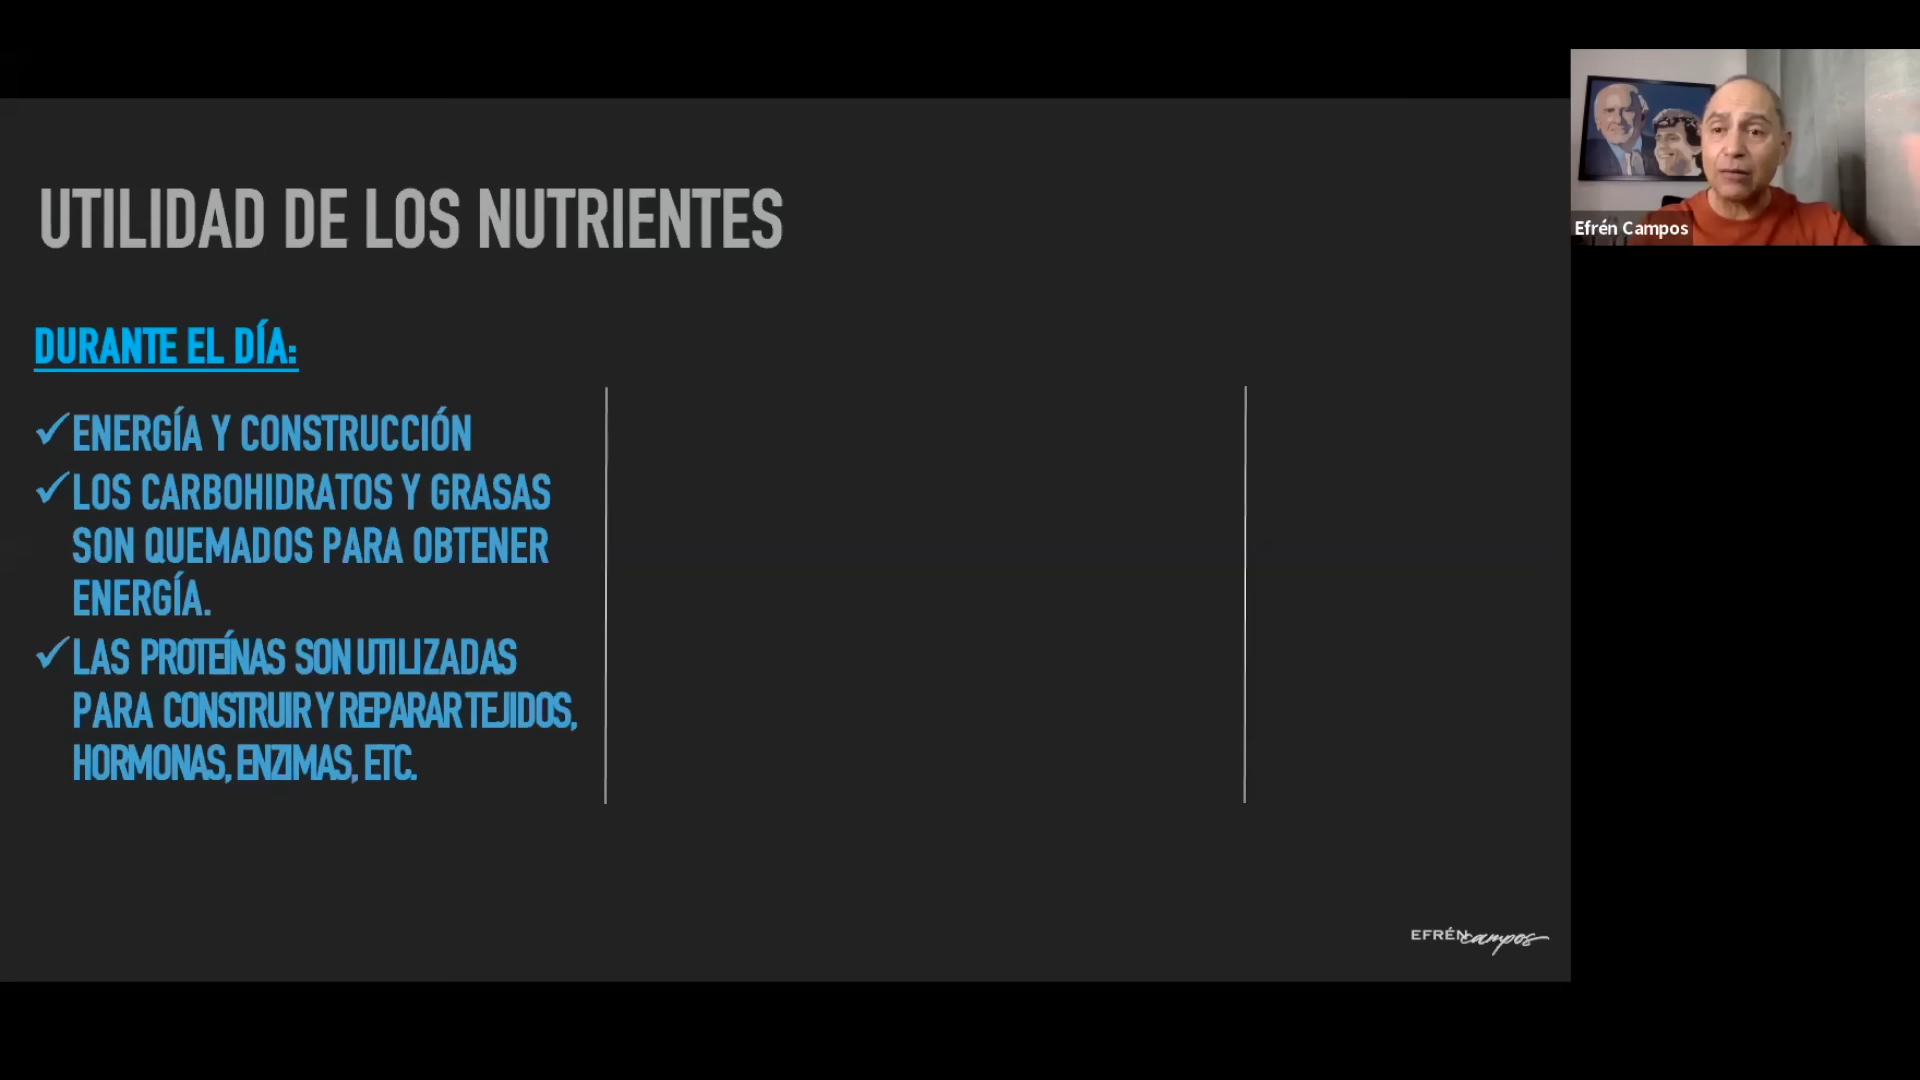 UTILIDAD DE LOS NUTRIENTES
DURANTE EL DÍA:
✓ENERGÍA Y CONSTRUCCIÓN
✓LOS CARBOHIDRATOS Y GRASAS
SON QUEMADOS PARA OBTENER
ENERGÍA.
✓LAS PROTEÍNAS SON UTILIZADAS
PARA CONSTRUIR Y REPARAR TEJIDOS,
HORMONAS, ENZIMAS, ETC.
Efrén Campos
EFRÉN campos